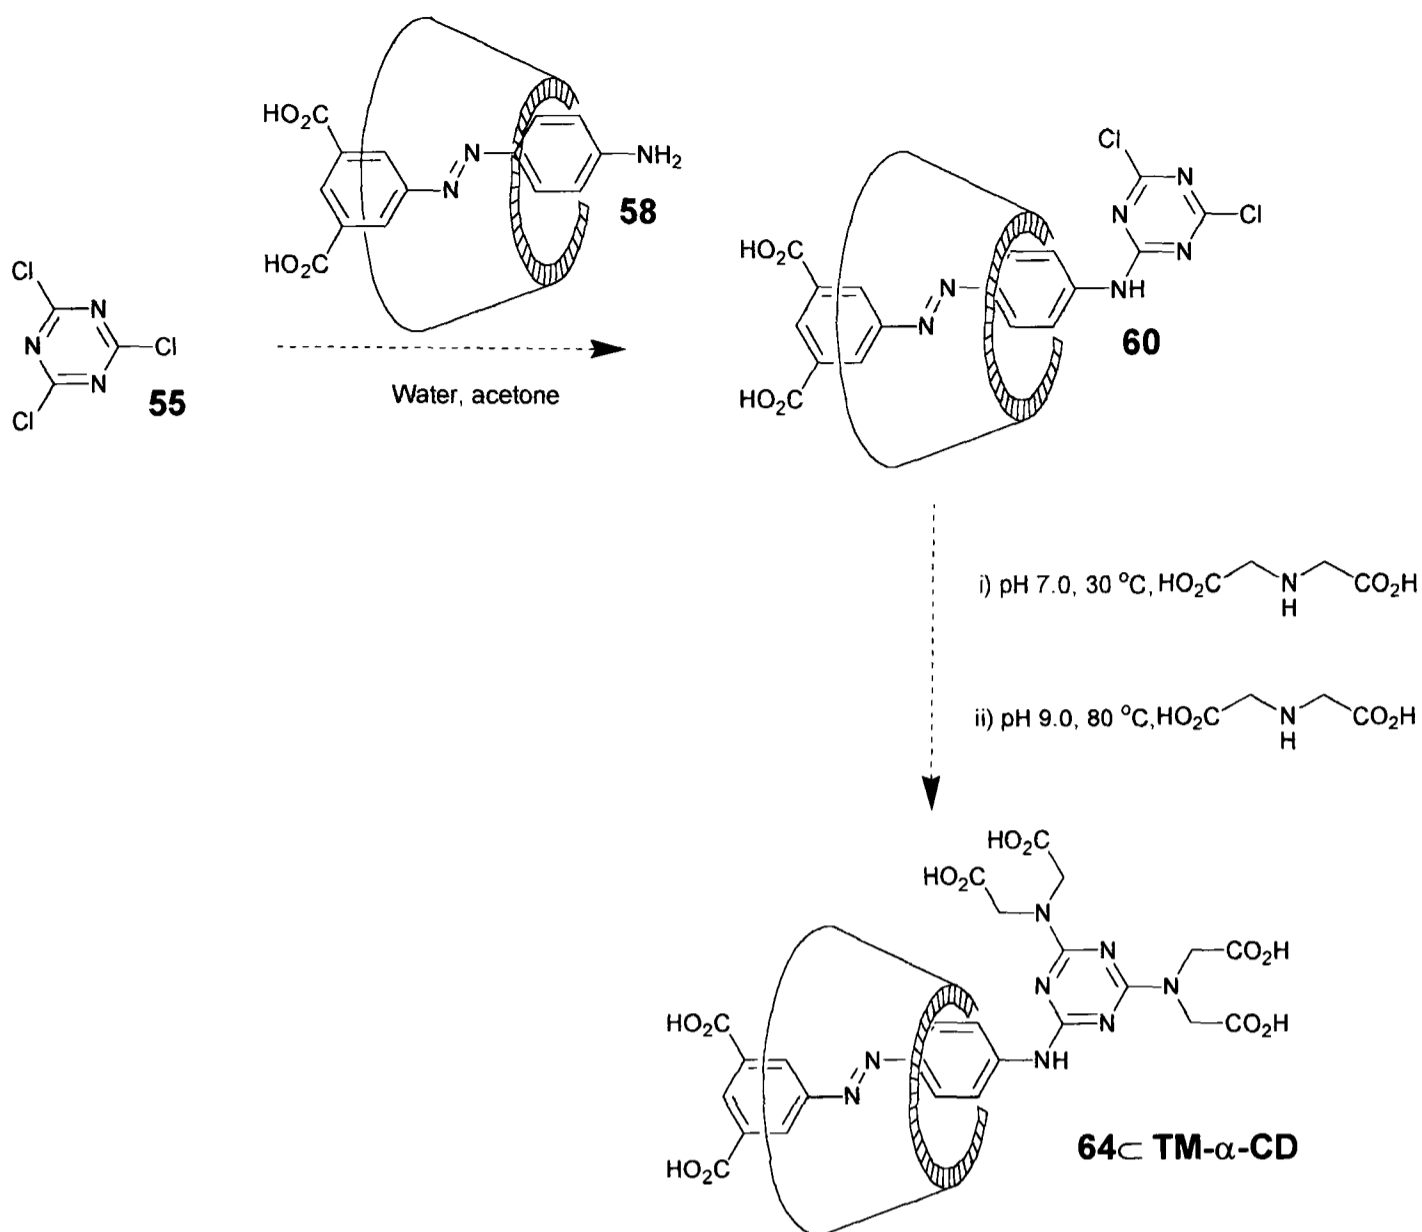 HO2C
N
N
NH2
58
HO2C
Cl
N
N
Cl
N
Cl
55
Water, acetone
Cl
N
N
Cl
N
NH
HO2C
N
N
60
HO2C
i) pH 7.0, 30 °C, HO2C N H CO2H
ii) pH 9.0, 80 °C, HO2C N H CO2H
HO2C
HO2C
N
N
CO2H
N
N
N
CO2H
HO2C
N
NH
N
HO2C
64⊂ TM-α-CD